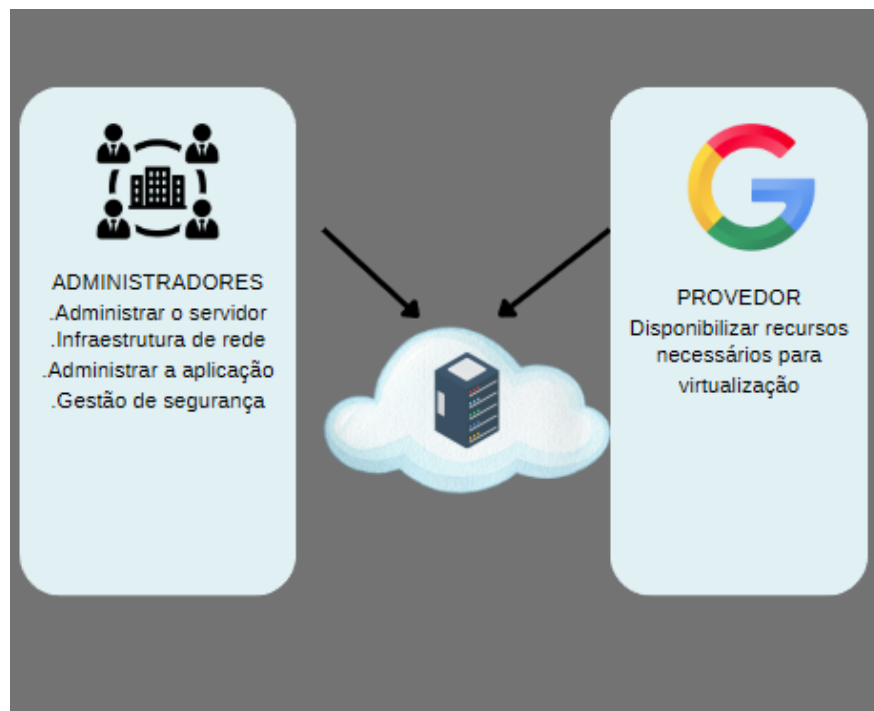 ADMINISTRADORES
.Administrar o servidor
.Infraestrutura de rede
.Administrar a aplicação
.Gestão de segurança
PROVEDOR
Disponibilizar recursos
necessários para
virtualização